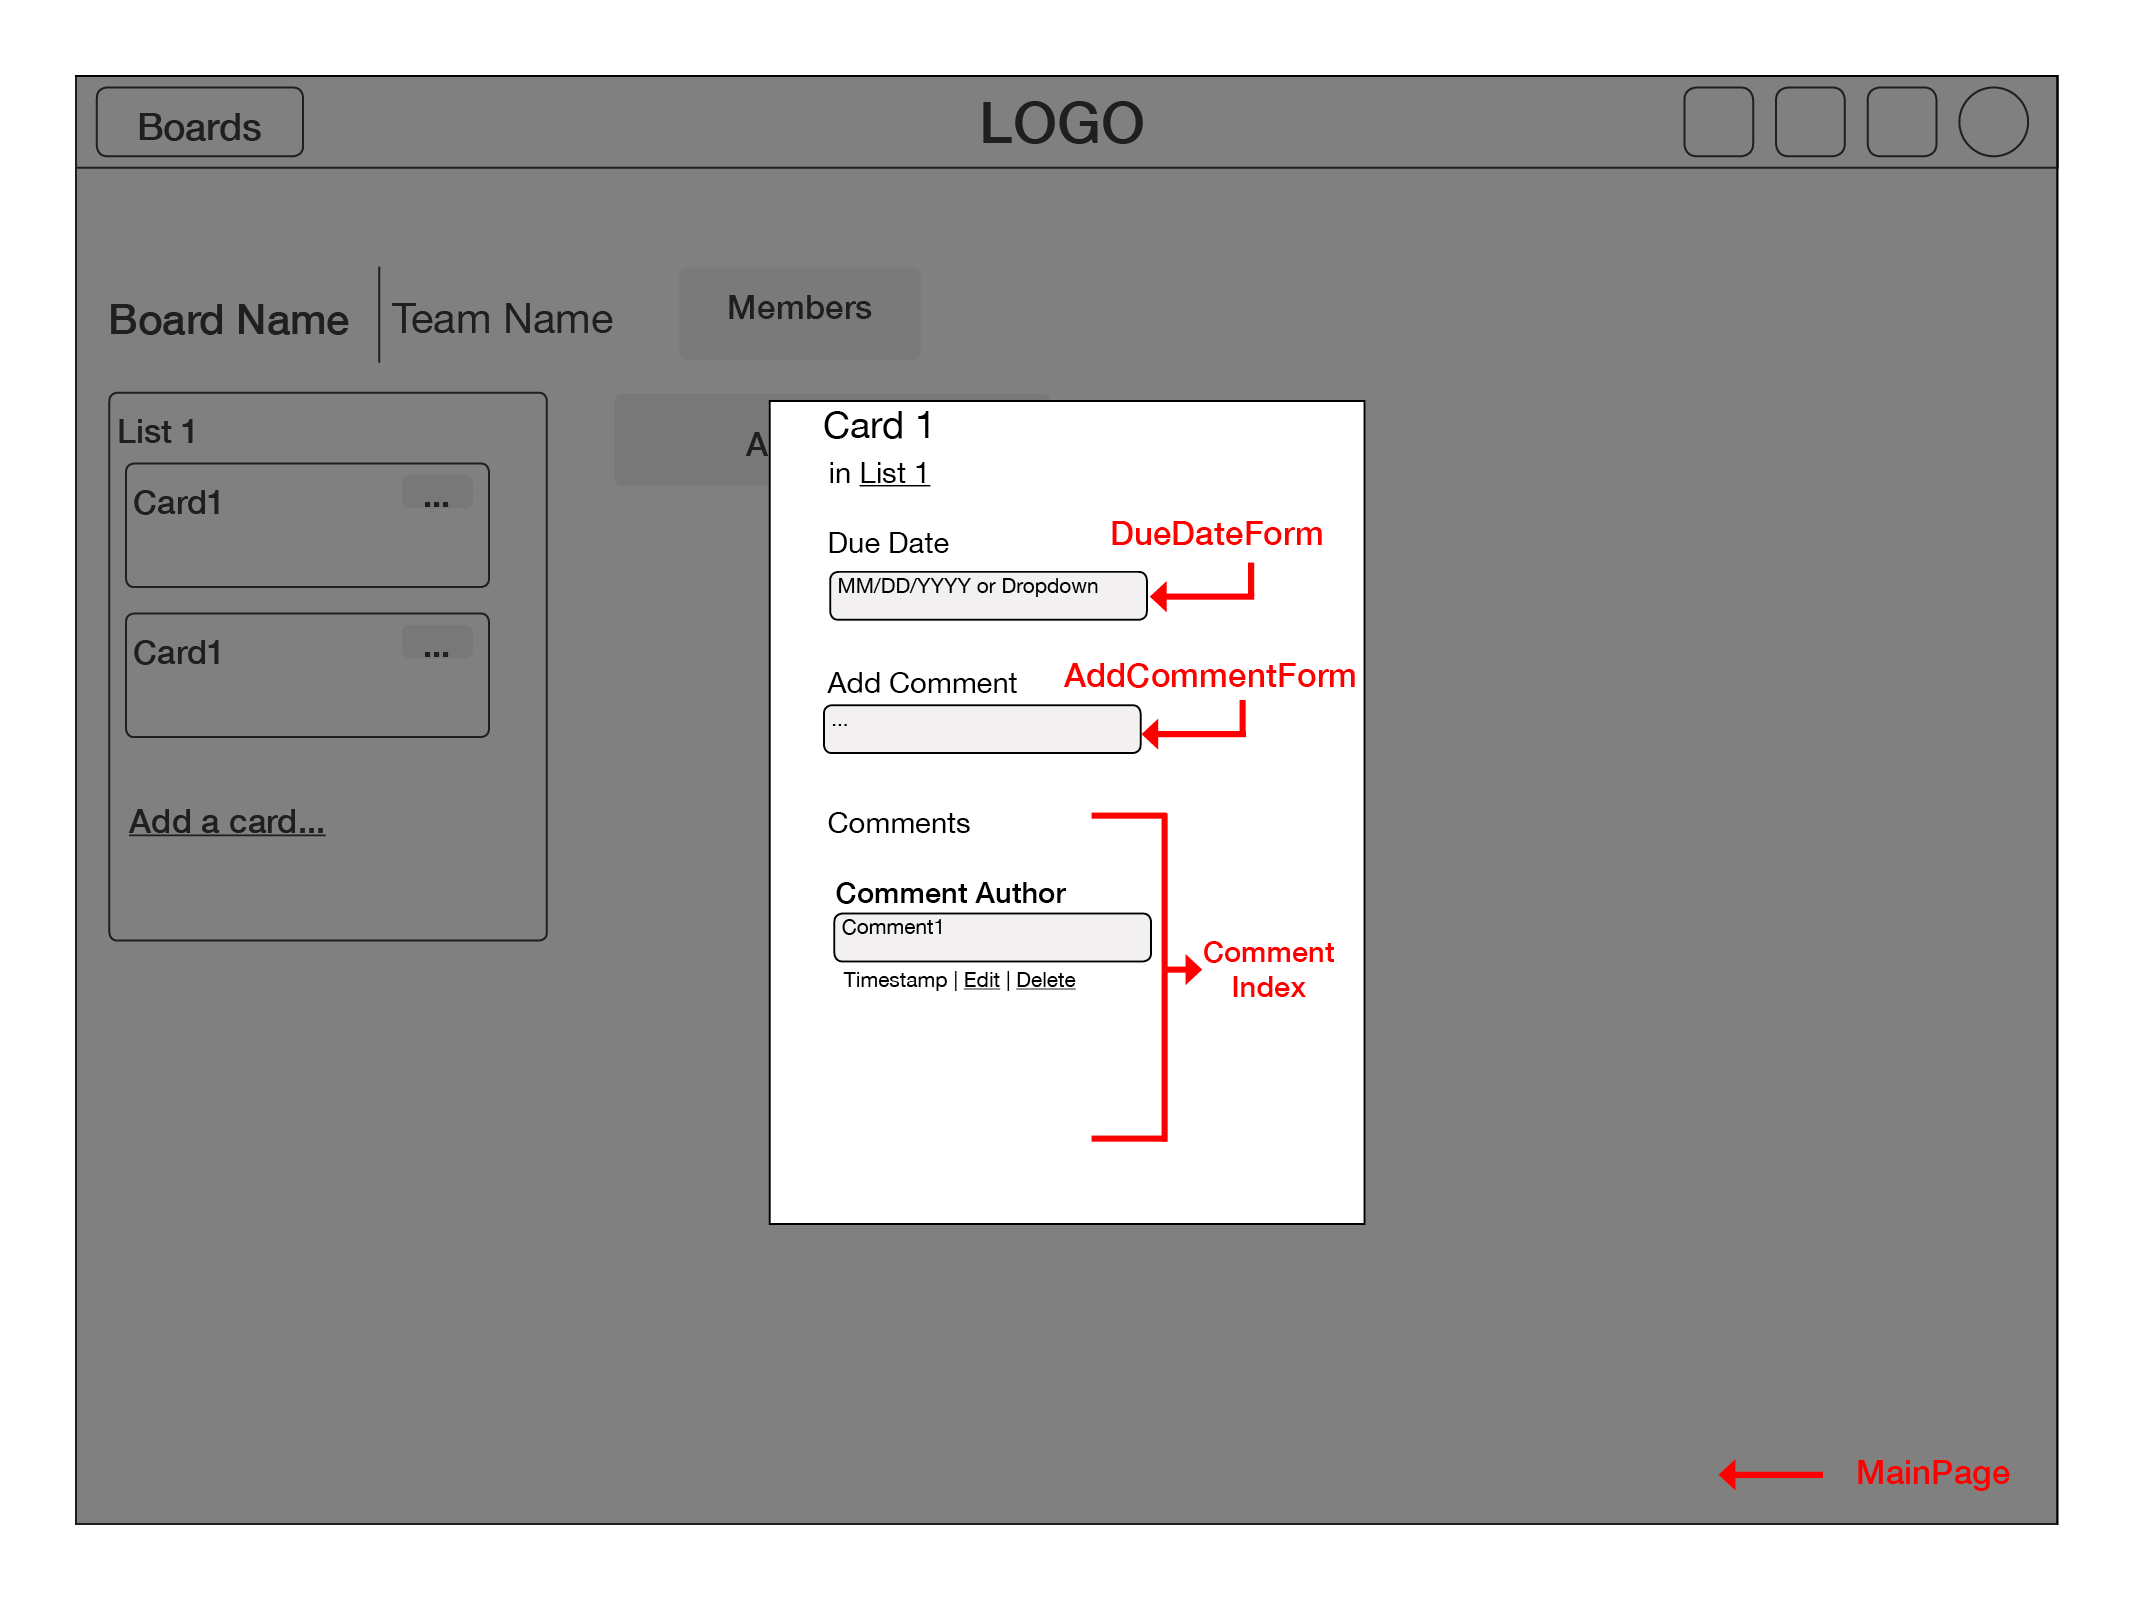 Boards
LOGO
Board Name
Team Name
Members
List 1
Card1
...
Card1
...
Add a card...
A
Card 1
in List 1
Due Date
DueDateForm
MM/DD/YYYY or Dropdown
Add Comment
AddCommentForm
...
Comments
Comment Author
Comment1
Timestamp | Edit | Delete
Comment
Index
MainPage